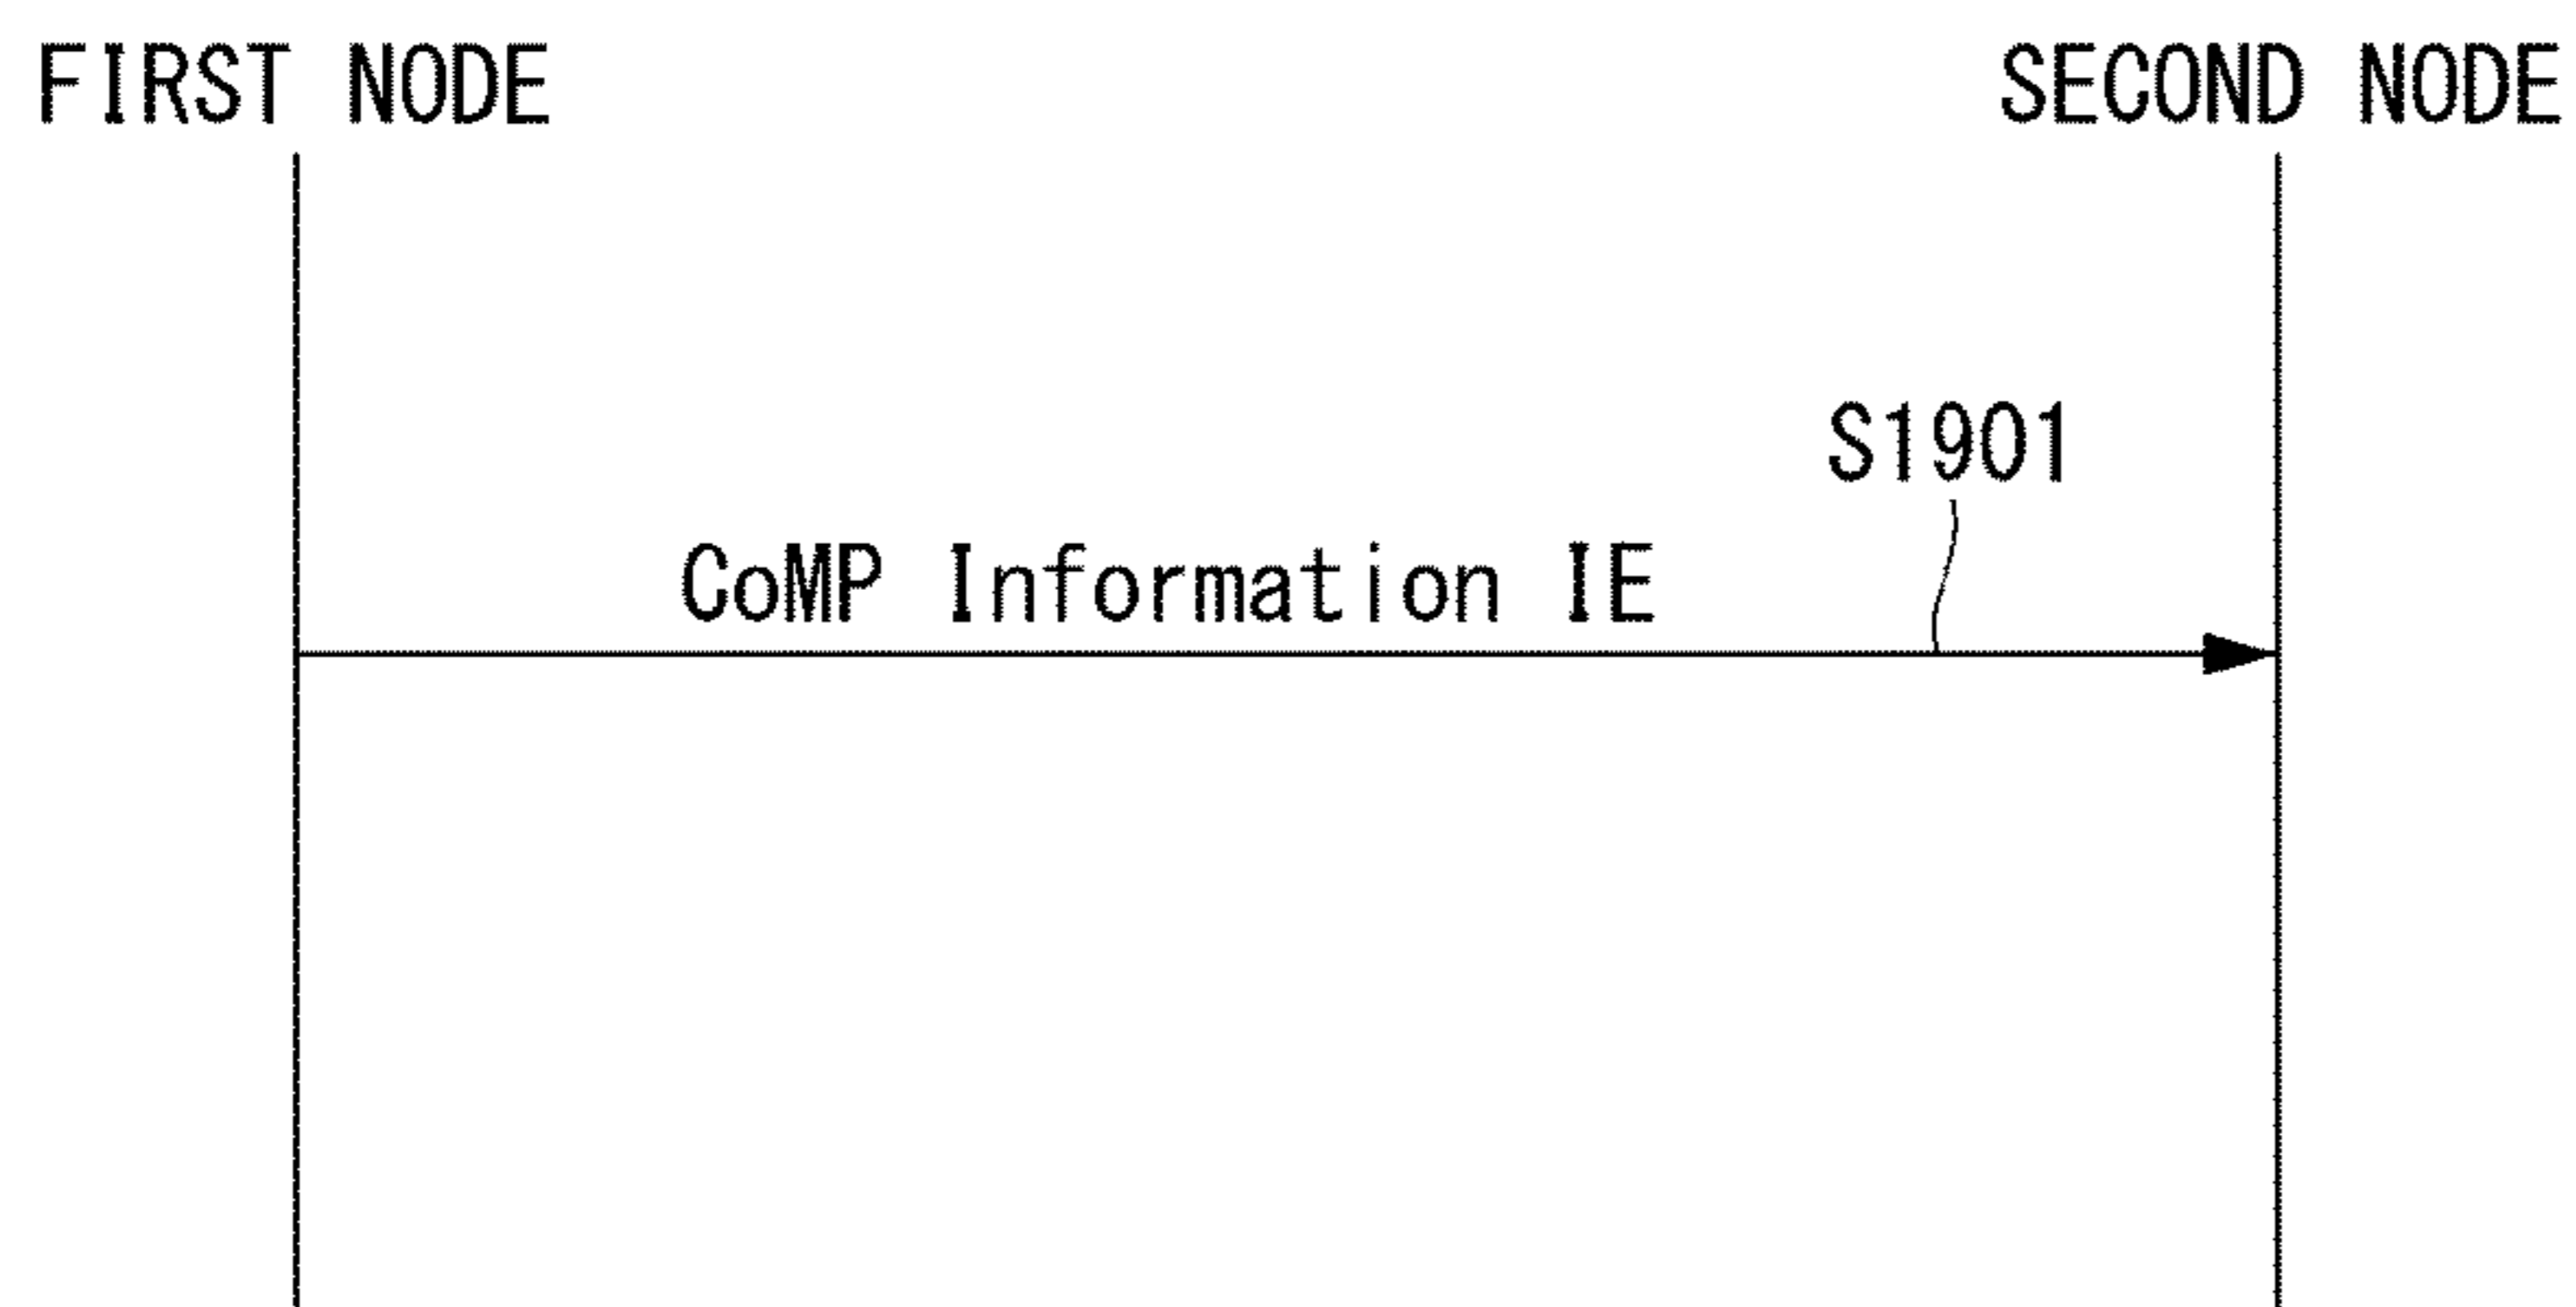 FIRST NODE
SECOND NODE
S1901
CoMP Information IE